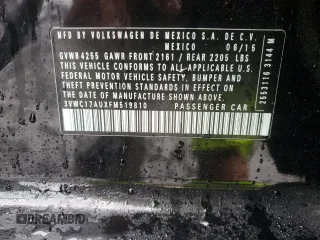 MFD BY VOLKSWAGEN DE MEXICO S.A. DE C.V.
MEXICO 06/15
GVWR 4255 GAWR FRONT 2161 / REAR 2205 LBS
THIS VEHICLE CONFORMS TO ALL APPLICABLE
FEDERAL MOTOR VEHICLE SAFETY, BUMPER AND
THEFT PREVENTION STANDARDS IN EFFECT ON THE
DATE OF MANUFACTURE SHOWN ABOVE.
3VWC17AUXFM519810 PASSENGER CAR
DREAMBID